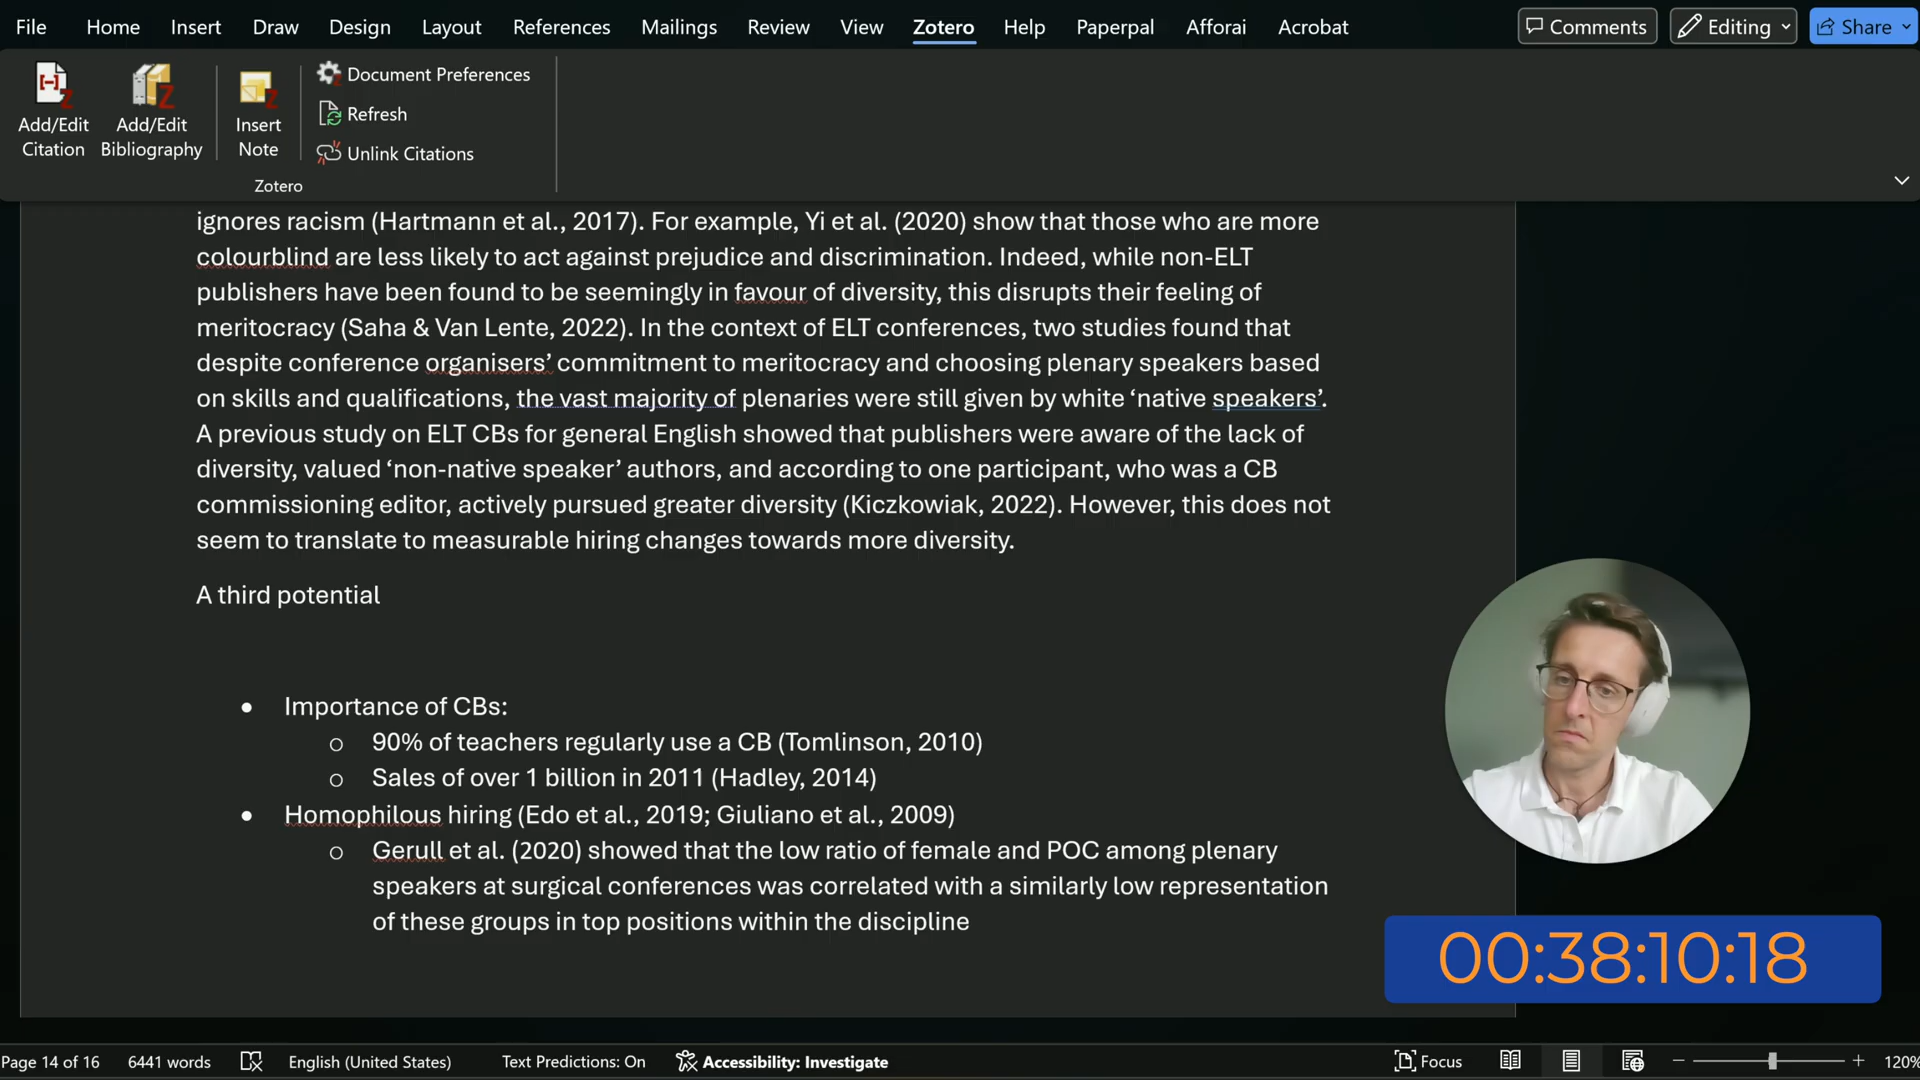 File Home Insert Draw Design Layout References Mailings Review View Zotero Help Paperpal Afforai Acrobat Comments Editing Share
Add/Edit Citation
Add/Edit Bibliography
Insert Note
Document Preferences
Refresh
Unlink Citations
Zotero
ignores racism (Hartmann et al., 2017). For example, Yi et al. (2020) show that those who are more
colourblind are less likely to act against prejudice and discrimination. Indeed, while non-ELT
publishers have been found to be seemingly in favour of diversity, this disrupts their feeling of
meritocracy (Saha & Van Lente, 2022). In the context of ELT conferences, two studies found that
despite conference organisers’ commitment to meritocracy and choosing plenary speakers based
on skills and qualifications, the vast majority of plenaries were still given by white ‘native speakers’.
A previous study on ELT CBs for general English showed that publishers were aware of the lack of
diversity, valued ‘non-native speaker’ authors, and according to one participant, who was a CB
commissioning editor, actively pursued greater diversity (Kiczkowiak, 2022). However, this does not
seem to translate to measurable hiring changes towards more diversity.
A third potential
• Importance of CBs:
o 90% of teachers regularly use a CB (Tomlinson, 2010)
o Sales of over 1 billion in 2011 (Hadley, 2014)
• Homophilous hiring (Edo et al., 2019; Giuliano et al., 2009)
o Gerull et al. (2020) showed that the low ratio of female and POC among plenary
speakers at surgical conferences was correlated with a similarly low representation
of these groups in top positions within the discipline
00:38:10:18
Page 14 of 16 6441 words English (United States) Text Predictions: On Accessibility: Investigate Focus 120%